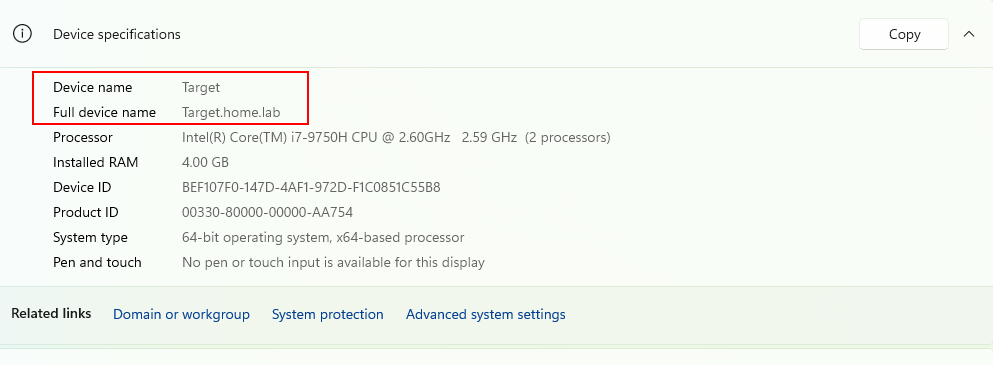 Device specifications Copy
Device name Target
Full device name Target.home.lab
Processor Intel(R) Core(TM) i7-9750H CPU @ 2.60GHz 2.59 GHz (2 processors)
Installed RAM 4.00 GB
Device ID BEF107F0-147D-4AF1-972D-F1C0851C55B8
Product ID 00330-80000-00000-AA754
System type 64-bit operating system, x64-based processor
Pen and touch No pen or touch input is available for this display
Related links Domain or workgroup System protection Advanced system settings